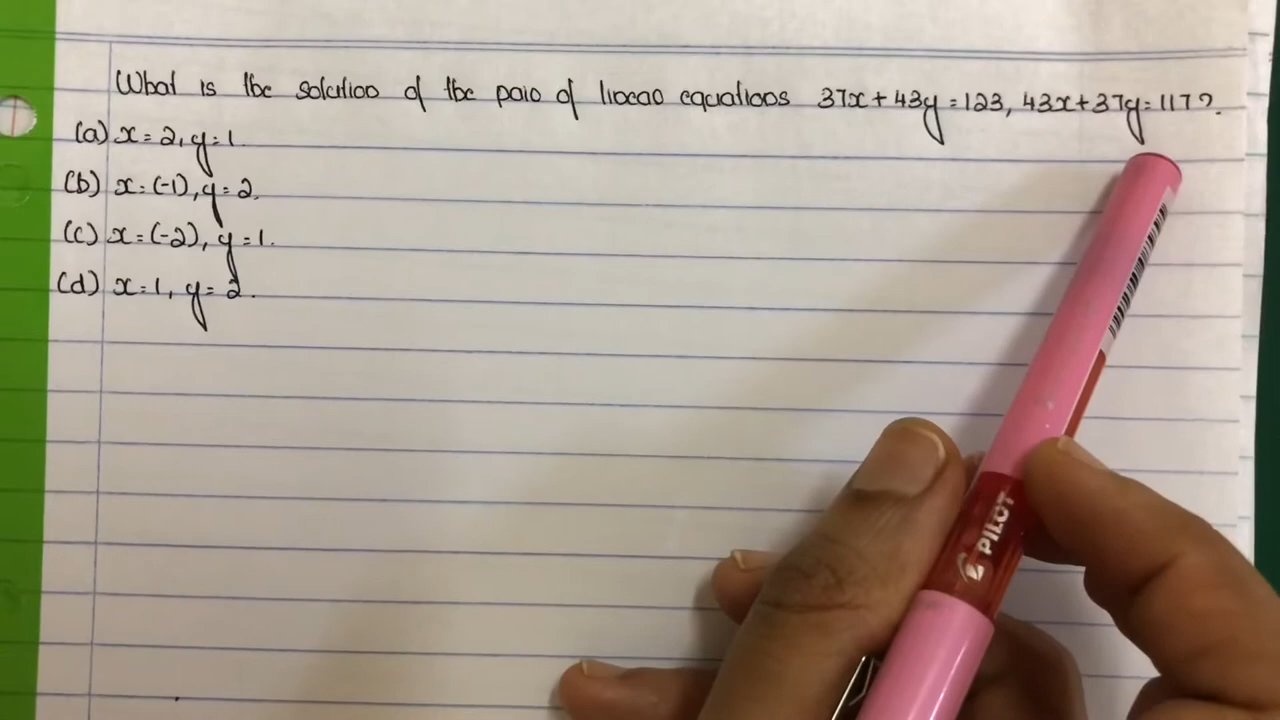 What is the solution of the pair of linear equations 37x + 43y = 123, 43x + 37y = 117?
(a) x = 2, y = 1.
(b) x = (-1), y = 2.
(c) x = (-2), y = 1.
(d) x = 1, y = 2.
PILOT